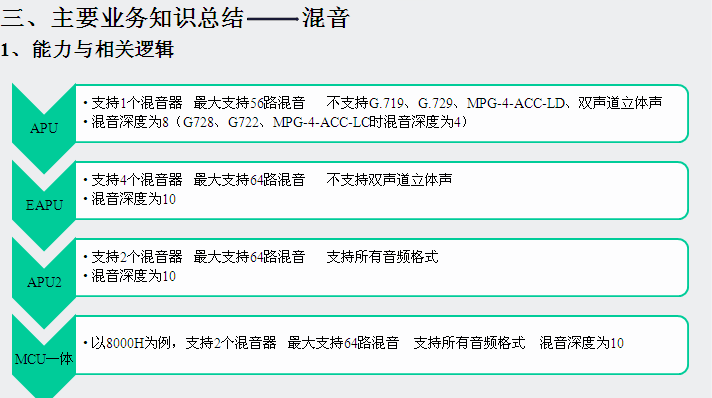 三、主要业务知识总结——混音
1、能力与相关逻辑
APU
• 支持1个混音器 最大支持56路混音 不支持G.719、G.729、MPG-4-ACC-LD、双声道立体声
• 混音深度为8（G728、G722、MPG-4-ACC-LC时混音深度为4）
EAPU
• 支持4个混音器 最大支持64路混音 不支持双声道立体声
• 混音深度为10
APU2
• 支持2个混音器 最大支持64路混音 支持所有音频格式
• 混音深度为10
MCU一体
• 以8000H为例，支持2个混音器 最大支持64路混音 支持所有音频格式 混音深度为10